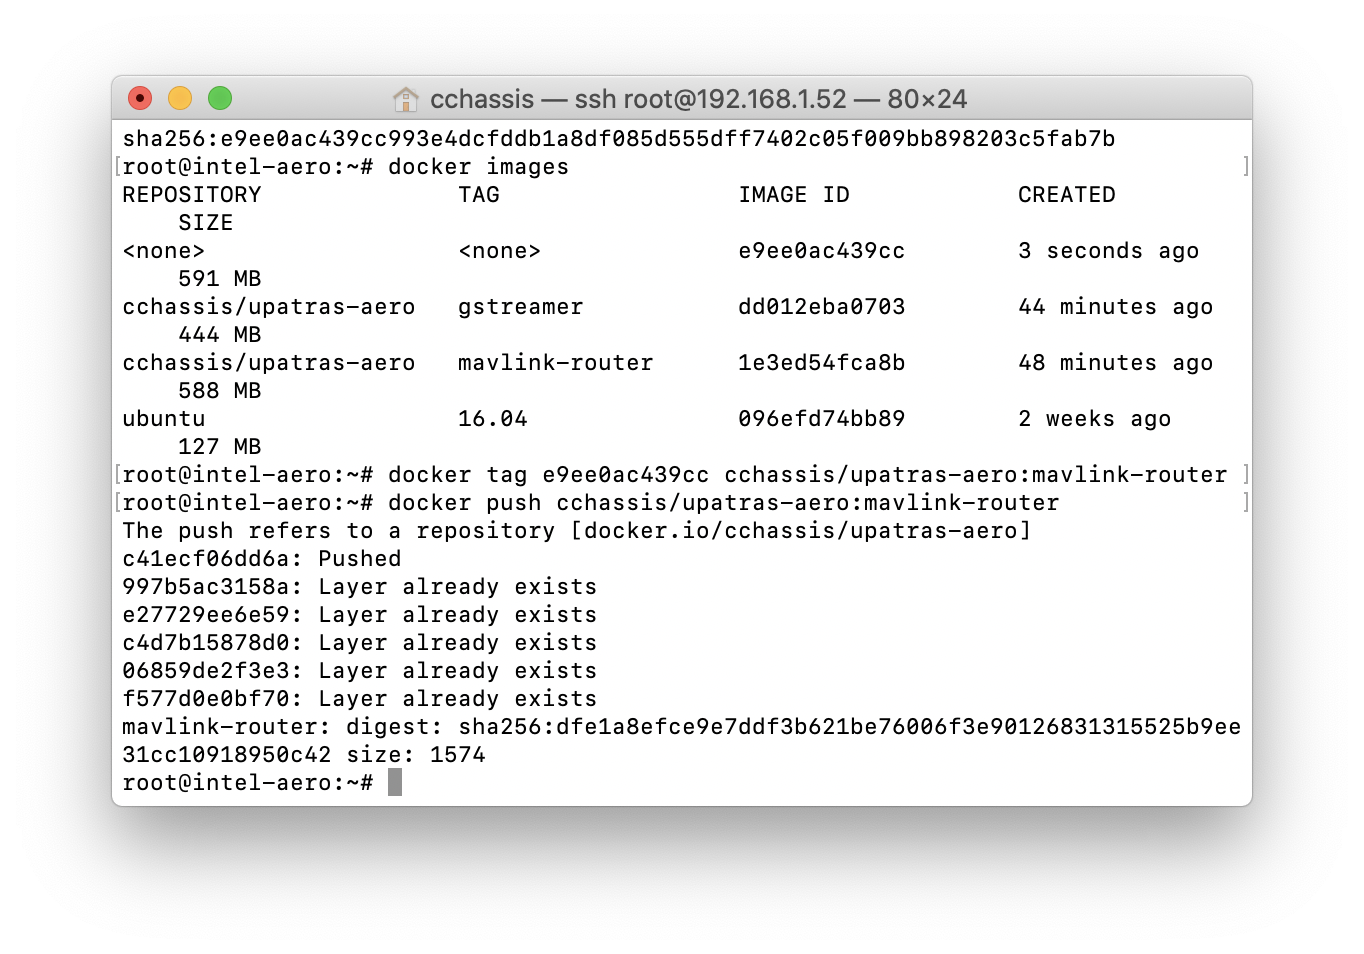 cchassis — ssh root@192.168.1.52 — 80×24
sha256:e9ee0ac439cc993e4dcfddb1a8df085d555dff7402c05f009bb898203c5fab7b
[root@intel-aero:~# docker images ]
REPOSITORY TAG IMAGE ID CREATED
SIZE
<none> <none> e9ee0ac439cc 3 seconds ago
591 MB
cchassis/upatras-aero gstreamer dd012eba0703 44 minutes ago
444 MB
cchassis/upatras-aero mavlink-router 1e3ed54fca8b 48 minutes ago
588 MB
ubuntu 16.04 096efd74bb89 2 weeks ago
127 MB
[root@intel-aero:~# docker tag e9ee0ac439cc cchassis/upatras-aero:mavlink-router ]
[root@intel-aero:~# docker push cchassis/upatras-aero:mavlink-router ]
The push refers to a repository [docker.io/cchassis/upatras-aero]
c41ecf06dd6a: Pushed
997b5ac3158a: Layer already exists
e27729ee6e59: Layer already exists
c4d7b15878d0: Layer already exists
06859de2f3e3: Layer already exists
f577d0e0bf70: Layer already exists
mavlink-router: digest: sha256:dfe1a8efce9e7ddf3b621be76006f3e90126831315525b9ee
31cc10918950c42 size: 1574
root@intel-aero:~#